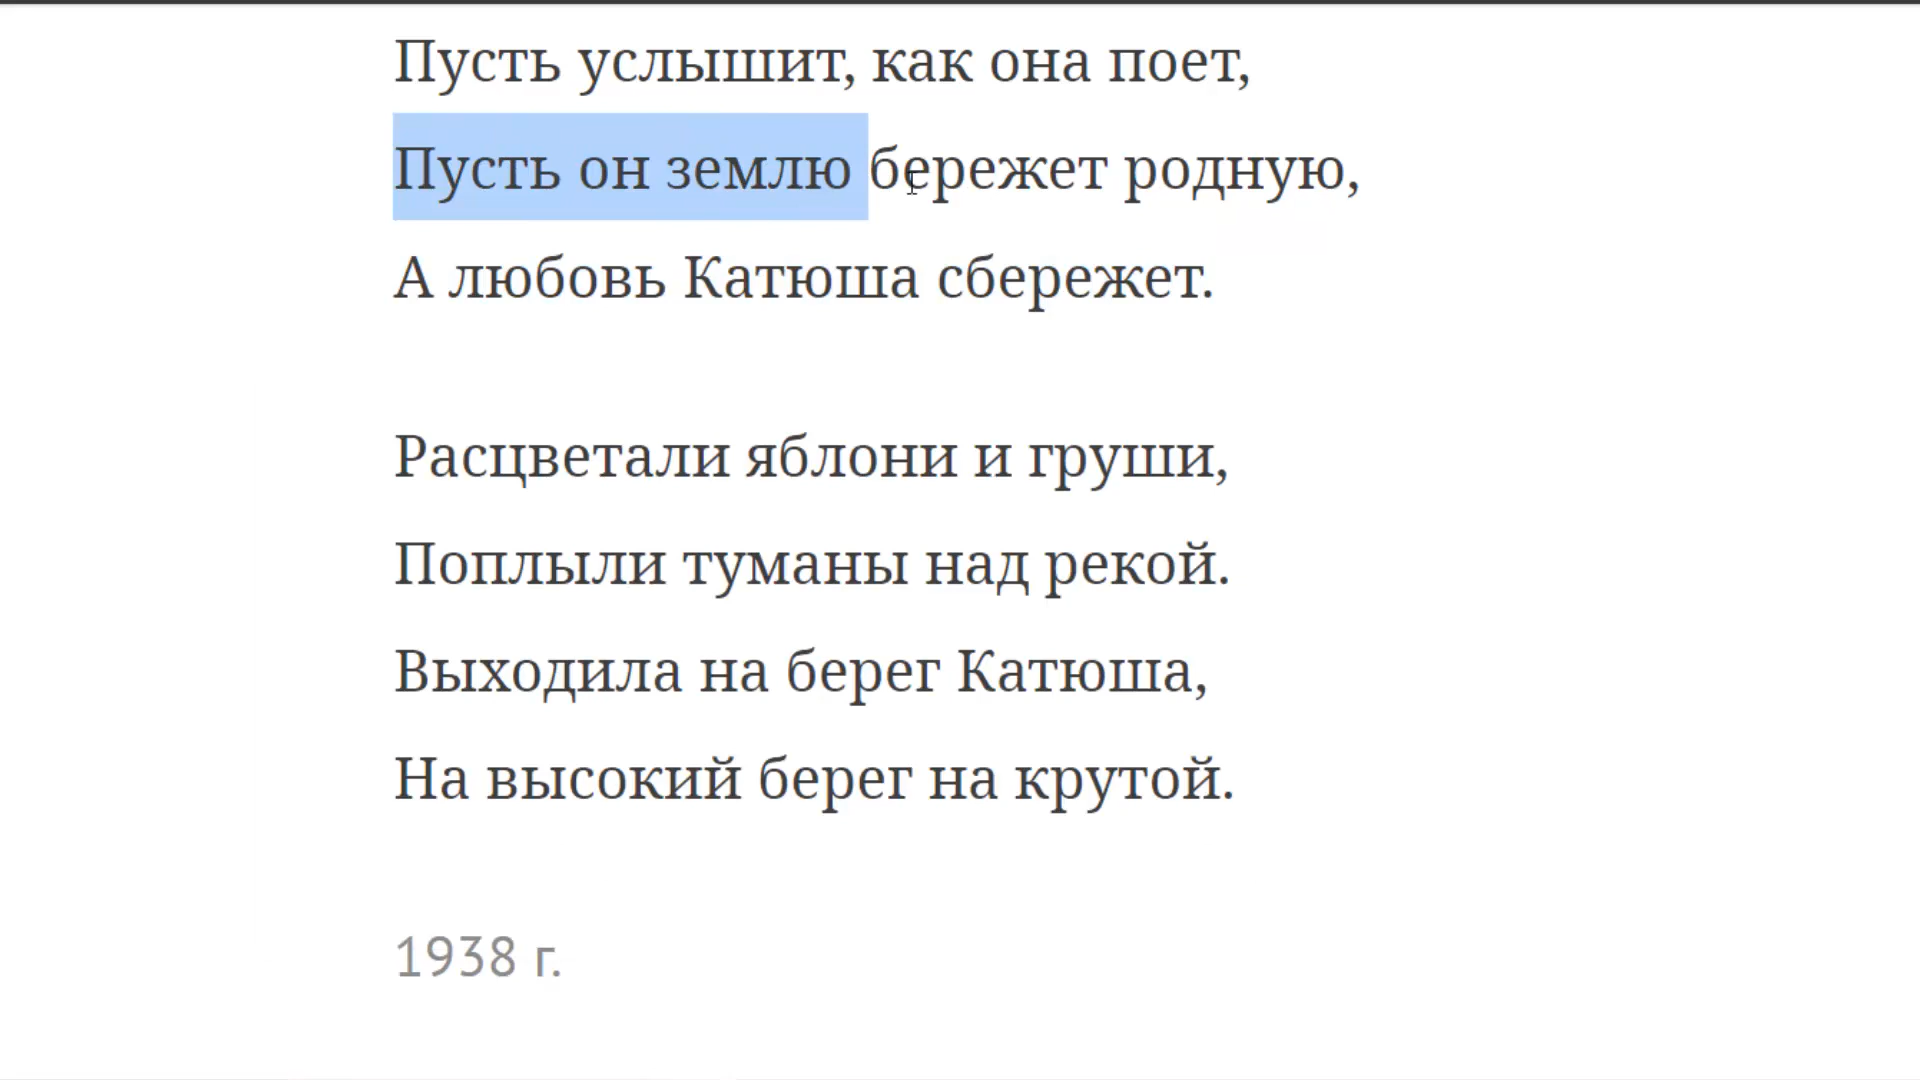 Пусть услышит, как она поет,
Пусть он землю бережет родную,
А любовь Катюша сбережет.
Расцветали яблони и груши,
Поплыли туманы над рекой.
Выходила на берег Катюша,
На высокий берег на крутой.
1938 г.